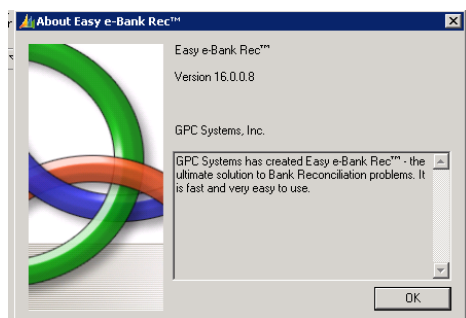 About Easy e-Bank Rec™
Easy e-Bank Rec™
Version 16.0.0.8
GPC Systems, Inc.
GPC Systems has created Easy e-Bank Rec™ - the
ultimate solution to Bank Reconciliation problems. It
is fast and very easy to use.
OK